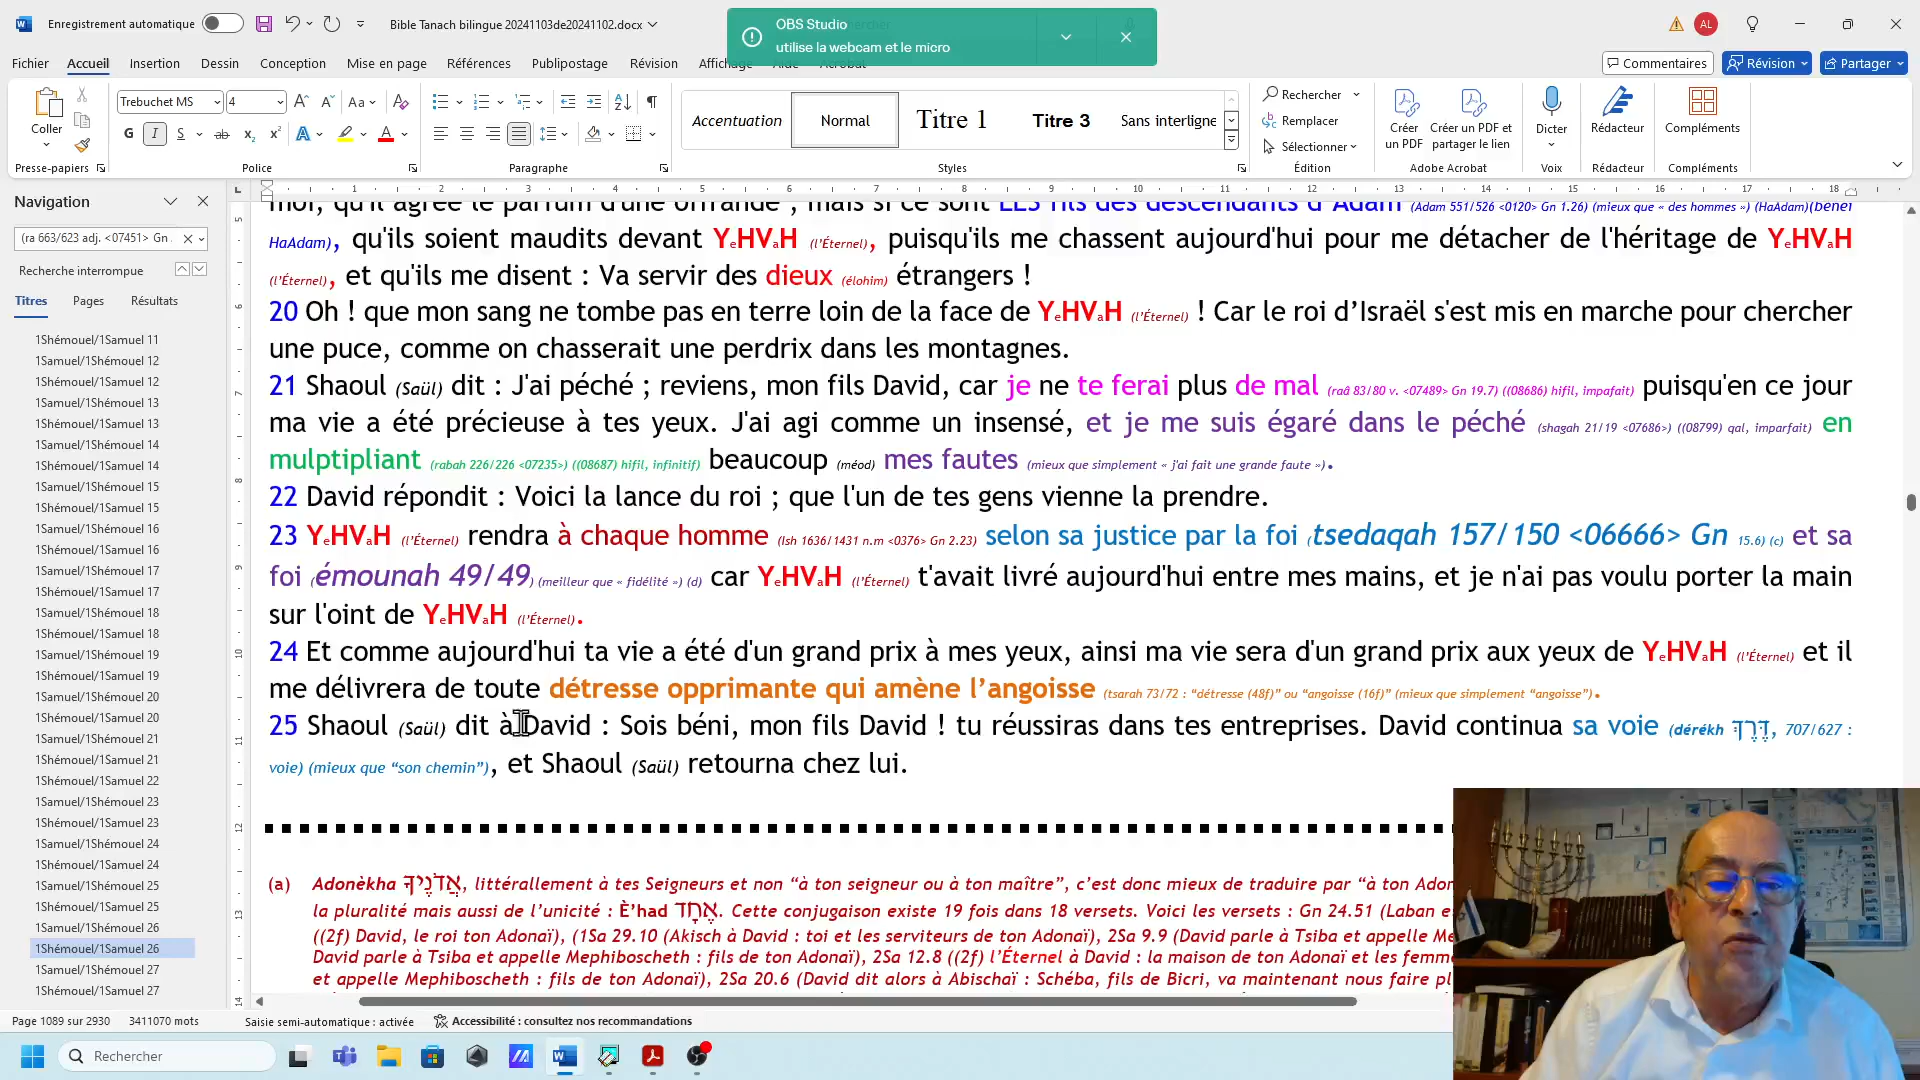 Enregistrement automatique
Bible Tanach bilingue 20241103de20241102.docx
OBS Studio
utilise la webcam et le micro
AL
Fichier Accueil Insertion Dessin Conception Mise en page Références Publipostage Révision Affichage Aide Acrobat
Commentaires Révision Partager
Coller
Trebuchet MS 4
Accentuation Normal Titre 1 Titre 3 Sans interligne
Rechercher
Remplacer
Sélectionner
Créer un PDF
Créer un PDF et partager le lien
Dicter
Rédacteur
Compléments
Presse-papiers Police Paragraphe Styles Édition Adobe Acrobat Voix Rédacteur Compléments
Navigation
(ra 663/623 adj. <07451> Gn
Recherche interrompue
Titres Pages Résultats
1Shémouel/1Samuel 11
1Samuel/1Shémouel 12
1Shémouel/1Samuel 12
1Samuel/1Shémouel 13
1Shémouel/1Samuel 13
1Samuel/1Shémouel 14
1Shémouel/1Samuel 14
1Samuel/1Shémouel 15
1Shémouel/1Samuel 15
1Samuel/1Shémouel 16
1Shémouel/1Samuel 16
1Samuel/1Shémouel 17
1Shémouel/1Samuel 17
1Samuel/1Shémouel 18
1Shémouel/1Samuel 18
1Samuel/1Shémouel 19
1Shémouel/1Samuel 19
1Samuel/1Shémouel 20
1Shémouel/1Samuel 20
1Samuel/1Shémouel 21
1Shémouel/1Samuel 21
1Shémouel/1Samuel 22
1Samuel/1Shémouel 23
1Shémouel/1Samuel 23
1Samuel/1Shémouel 24
1Shémouel/1Samuel 24
1Samuel/1Shémouel 25
1Shémouel/1Samuel 25
1Samuel/1Shémouel 26
1Shémouel/1Samuel 26
1Samuel/1Shémouel 27
1Shémouel/1Samuel 27
moi, qu'il agrée le parfum d'une offrande ; mais si ce sont LES fils des descendants d'Adam (Adam 551/526 <0120> Gn 1.26) (mieux que « des hommes ») (HaAdam)(benei
HaAdam), qu'ils soient maudits devant YeHVaH (l'Éternel), puisqu'ils me chassent aujourd'hui pour me détacher de l'héritage de YeHVaH
(l'Éternel), et qu'ils me disent : Va servir des dieux (élohim) étrangers !
20 Oh ! que mon sang ne tombe pas en terre loin de la face de YeHVaH (l'Éternel) ! Car le roi d’Israël s'est mis en marche pour chercher
une puce, comme on chasserait une perdrix dans les montagnes.
21 Shaoul (Saül) dit : J'ai péché ; reviens, mon fils David, car je ne te ferai plus de mal (raâ 83/80 v. <07489> Gn 19.7) ((08686) hifil, impafait) puisqu'en ce jour
ma vie a été précieuse à tes yeux. J'ai agi comme un insensé, et je me suis égaré dans le péché (shagah 21/19 <07686>) ((08799) qal, imparfait) en
mulptipliant (rabah 226/226 <07235>) ((08687) hifil, infinitif) beaucoup (méod) mes fautes (mieux que simplement « j'ai fait une grande faute »).
22 David répondit : Voici la lance du roi ; que l'un de tes gens vienne la prendre.
23 YeHVaH (l'Éternel) rendra à chaque homme (Ish 1636/1431 n.m <0376> Gn 2.23) selon sa justice par la foi (tsedaqah 157/150 <06666> Gn 15.6) (c) et sa
foi (émounah 49/49) (meilleur que « fidélité ») (d) car YeHVaH (l'Éternel) t'avait livré aujourd'hui entre mes mains, et je n'ai pas voulu porter la main
sur l'oint de YeHVaH (l'Éternel).
24 Et comme aujourd'hui ta vie a été d'un grand prix à mes yeux, ainsi ma vie sera d'un grand prix aux yeux de YeHVaH (l'Éternel) et il
me délivrera de toute détresse opprimante qui amène l’angoisse (tsarah 73/72 : “détresse (48f)” ou “angoisse (16f)” (mieux que simplement “angoisse”).
25 Shaoul (Saül) dit à David : Sois béni, mon fils David ! tu réussiras dans tes entreprises. David continua sa voie (dérékh דֶּרֶךְ, 707/627 :
voie) (mieux que “son chemin”), et Shaoul (Saül) retourna chez lui.
(a) Adonèkha אֲדֹנֶיךָ, littérallement à tes Seigneurs et non “à ton seigneur ou à ton maître”, c’est donc mieux de traduire par “à ton
la pluralité mais aussi de l’unicité : È’had אֶחָד. Cette conjugaison existe 19 fois dans 18 versets. Voici les versets : Gn 24.51 (Laban
((2f) David, le roi ton Adonaï), (1Sa 29.10 (Akisch à David : toi et les serviteurs de ton Adonaï), 2Sa 9.9 (David parle à Tsiba et appelle
David parle à Tsiba et appelle Mephiboscheth : fils de ton Adonaï), 2Sa 12.8 ((2f) l’Éternel à David : la maison de ton Adonaï et les
et appelle Mephiboscheth : fils de ton Adonaï), 2Sa 20.6 (David dit alors à Abischaï : Schéba, fils de Bicri, va maintenant nous faire
Page 1089 sur 2930 3411070 mots Saisie semi-automatique : activée Accessibilité : consultez nos recommandations
Rechercher